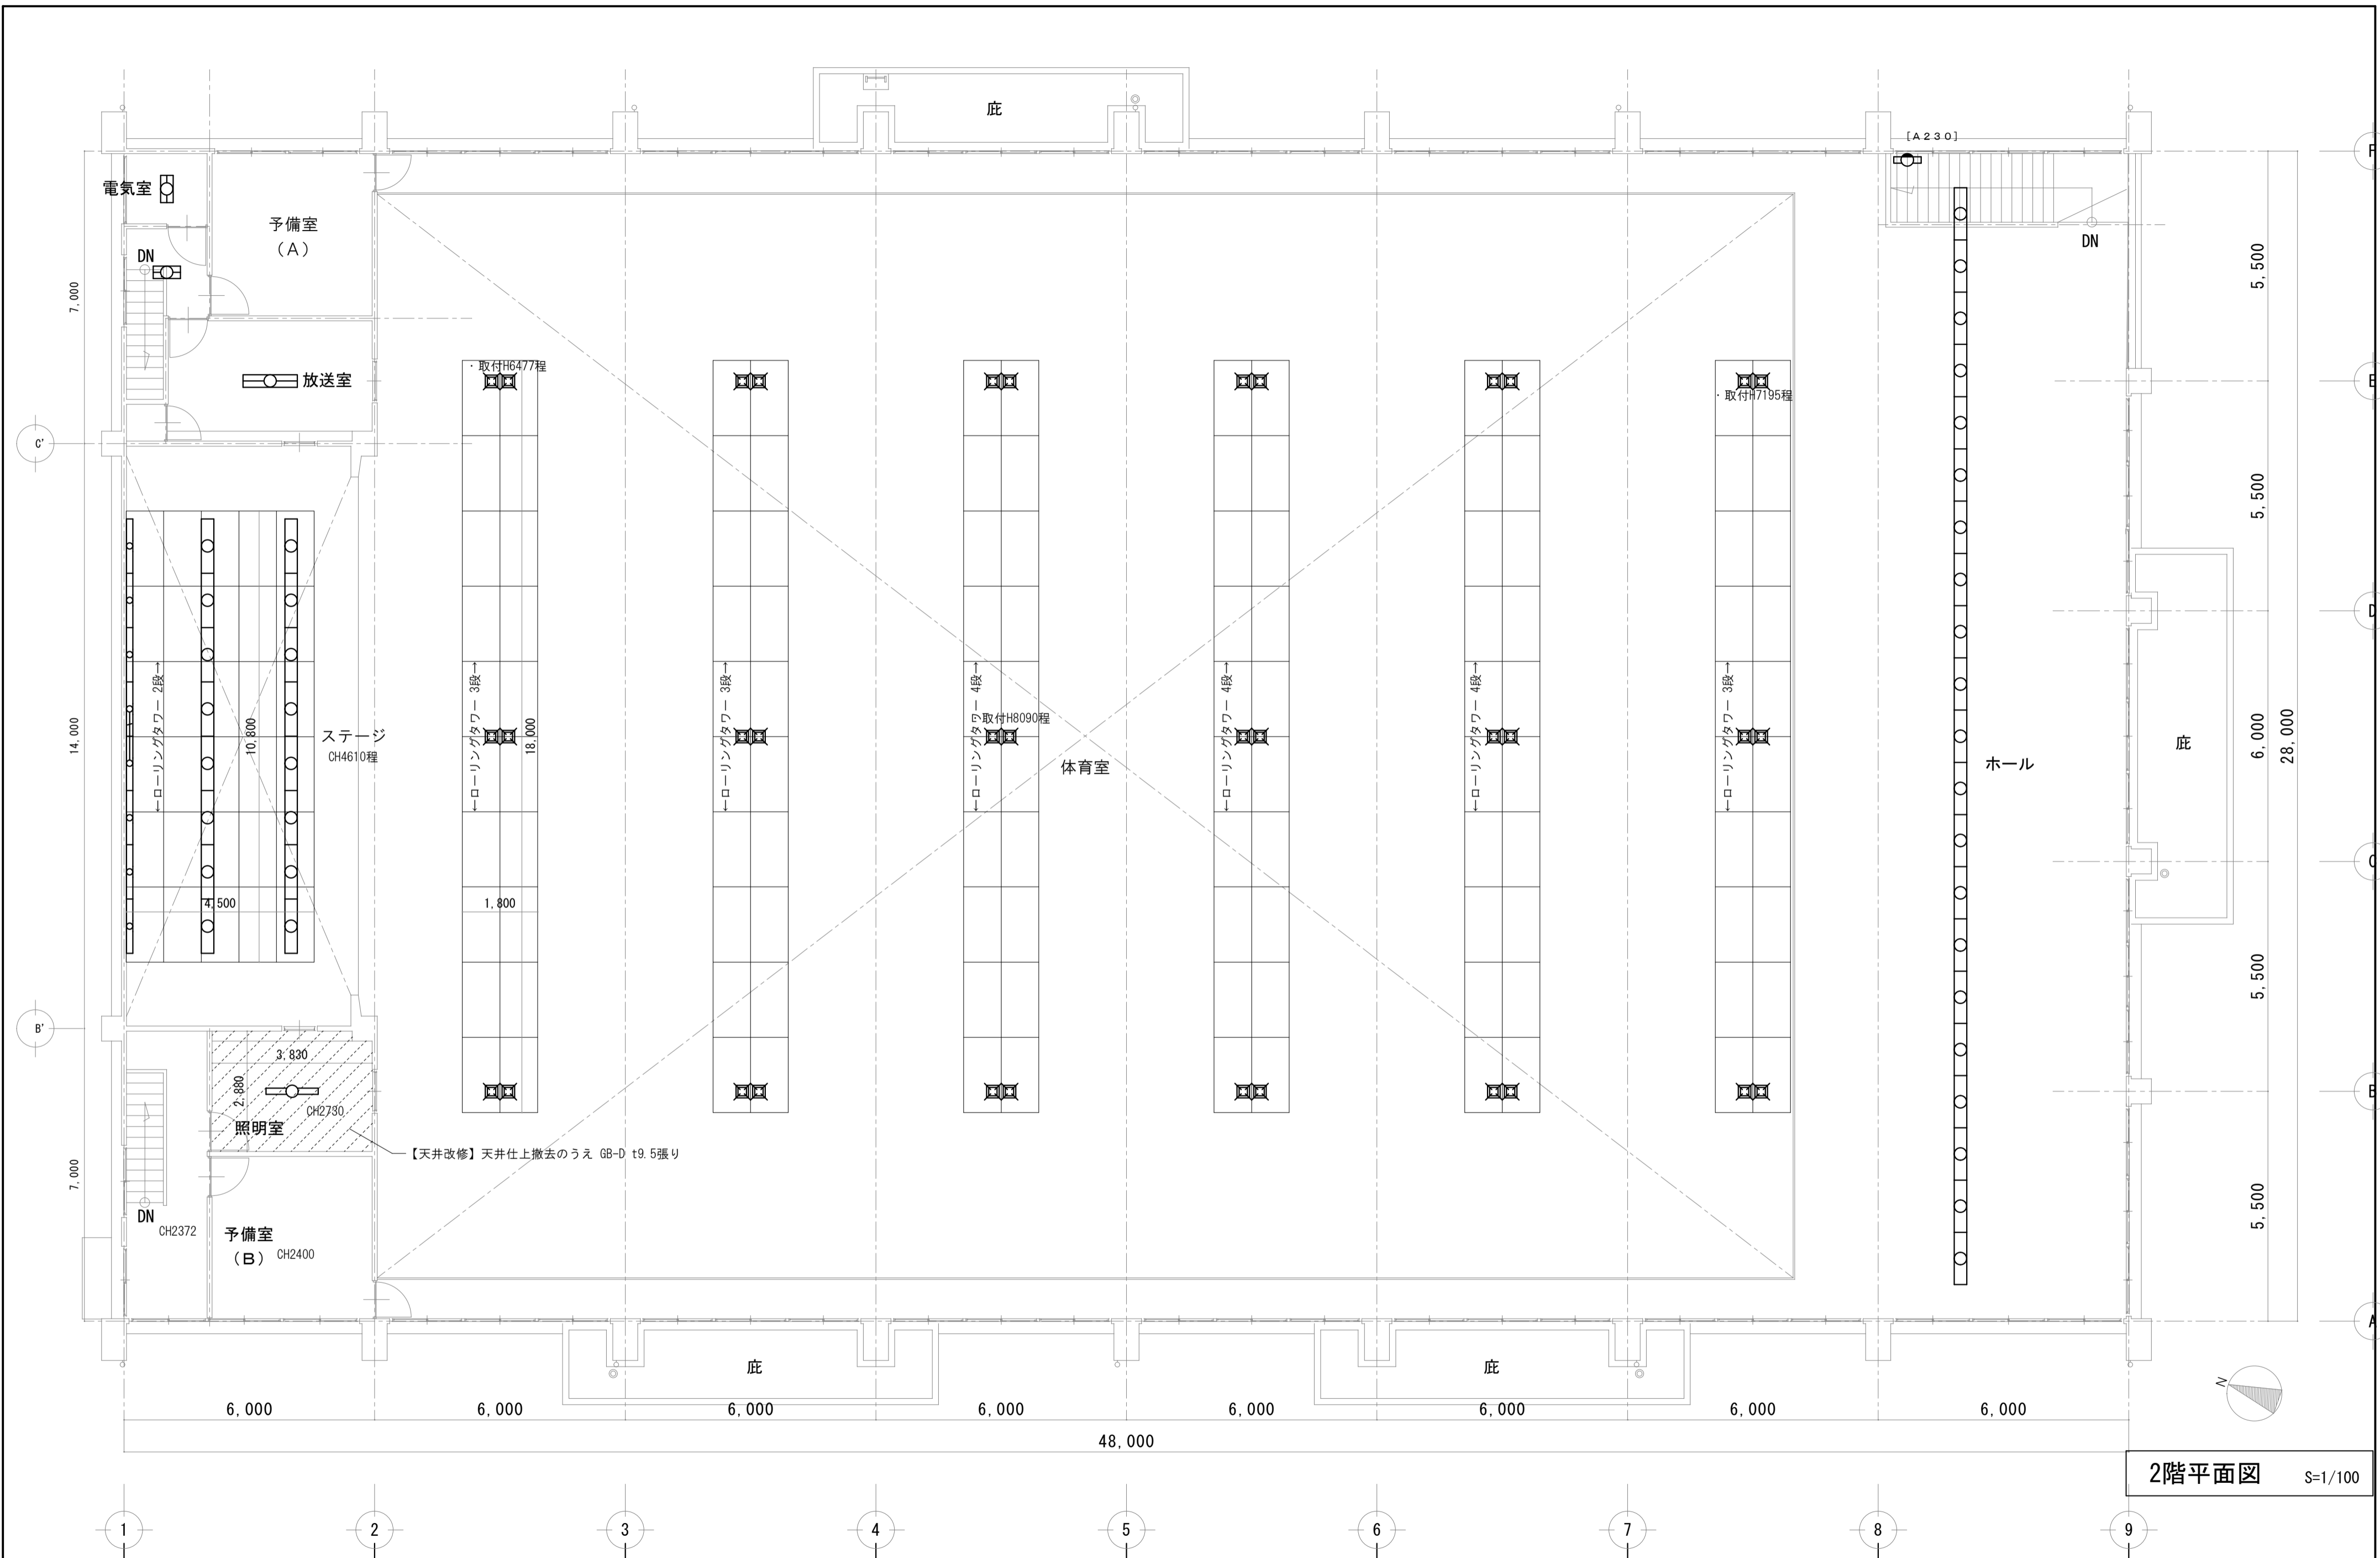 庇
[A230]
F
電気室
予備室
(A)
DN
DN
7,000
5,500
・取付H6477程
放送室
・取付H7195程
E
C'
5,500
D
←ローリングタワー 2段→
←ローリングタワー 3段→
←ローリングタワー 3段→
←ローリングタワー 4段→
←ローリングタワー 4段→
←ローリングタワー 4段→
←ローリングタワー 3段→
14,000
10,800
ステージ
CH4610程
18,000
・取付H8090程
体育室
ホール
庇
6,000
28,000
C
4,500
1,800
5,500
B'
3,830
2,880
CH2730
照明室
B
【天井改修】天井仕上撤去のうえ GB-D t9.5張り
7,000
5,500
DN
CH2372
予備室
(B)
CH2400
A
庇
庇
N
6,000
6,000
6,000
6,000
6,000
6,000
6,000
6,000
48,000
2階平面図 S=1/100
1
2
3
4
5
6
7
8
9